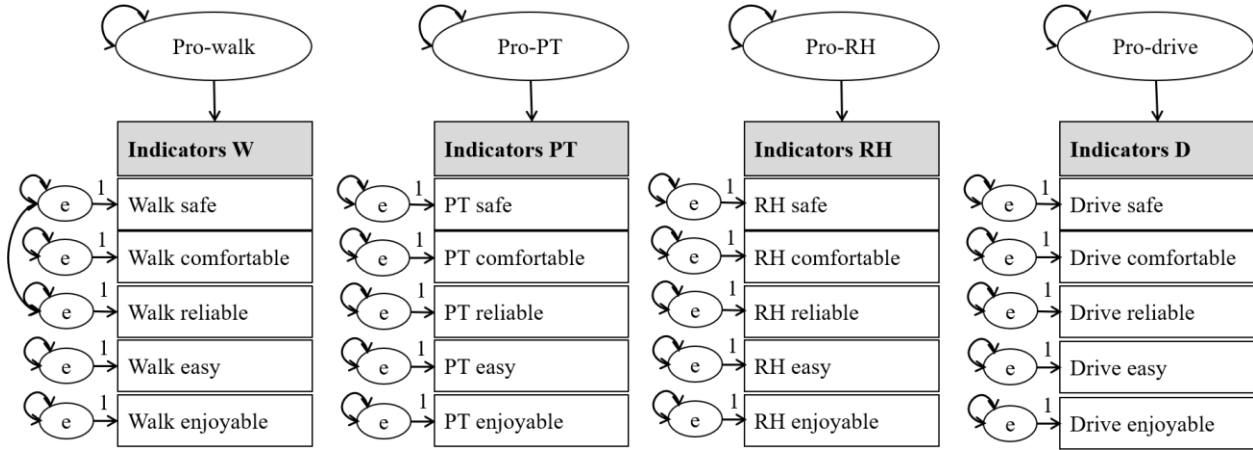 Pro-walk
Pro-PT
Pro-RH
Pro-drive
Indicators W
Indicators PT
Indicators RH
Indicators D
e 1 Walk safe
e 1 PT safe
e 1 RH safe
e 1 Drive safe
e 1 Walk comfortable
e 1 PT comfortable
e 1 RH comfortable
e 1 Drive comfortable
e 1 Walk reliable
e 1 PT reliable
e 1 RH reliable
e 1 Drive reliable
e 1 Walk easy
e 1 PT easy
e 1 RH easy
e 1 Drive easy
e 1 Walk enjoyable
e 1 PT enjoyable
e 1 RH enjoyable
e 1 Drive enjoyable